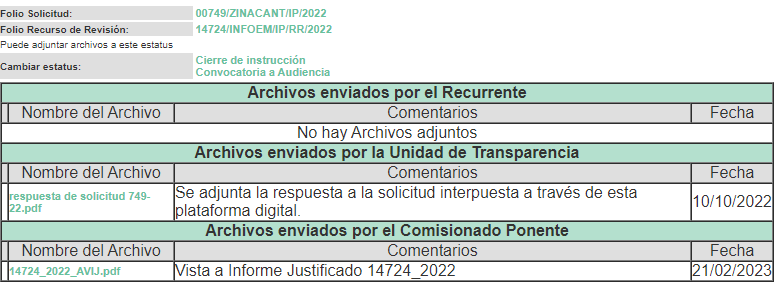 Folio Solicitud: 00749/ZINACANT/IP/2022
Folio Recurso de Revisión: 14724/INFOEM/IP/RR/2022
Puede adjuntar archivos a este estatus
Cambiar estatus: Cierre de instrucción
Convocatoria a Audiencia
Archivos enviados por el Recurrente
Nombre del Archivo Comentarios Fecha
No hay Archivos adjuntos
Archivos enviados por la Unidad de Transparencia
Nombre del Archivo Comentarios Fecha
respuesta de solicitud 749-
22.pdf
Se adjunta la respuesta a la solicitud interpuesta a través de esta
plataforma digital.
10/10/2022
Archivos enviados por el Comisionado Ponente
Nombre del Archivo Comentarios Fecha
14724_2022_AVIJ.pdf Vista a Informe Justificado 14724_2022 21/02/2023